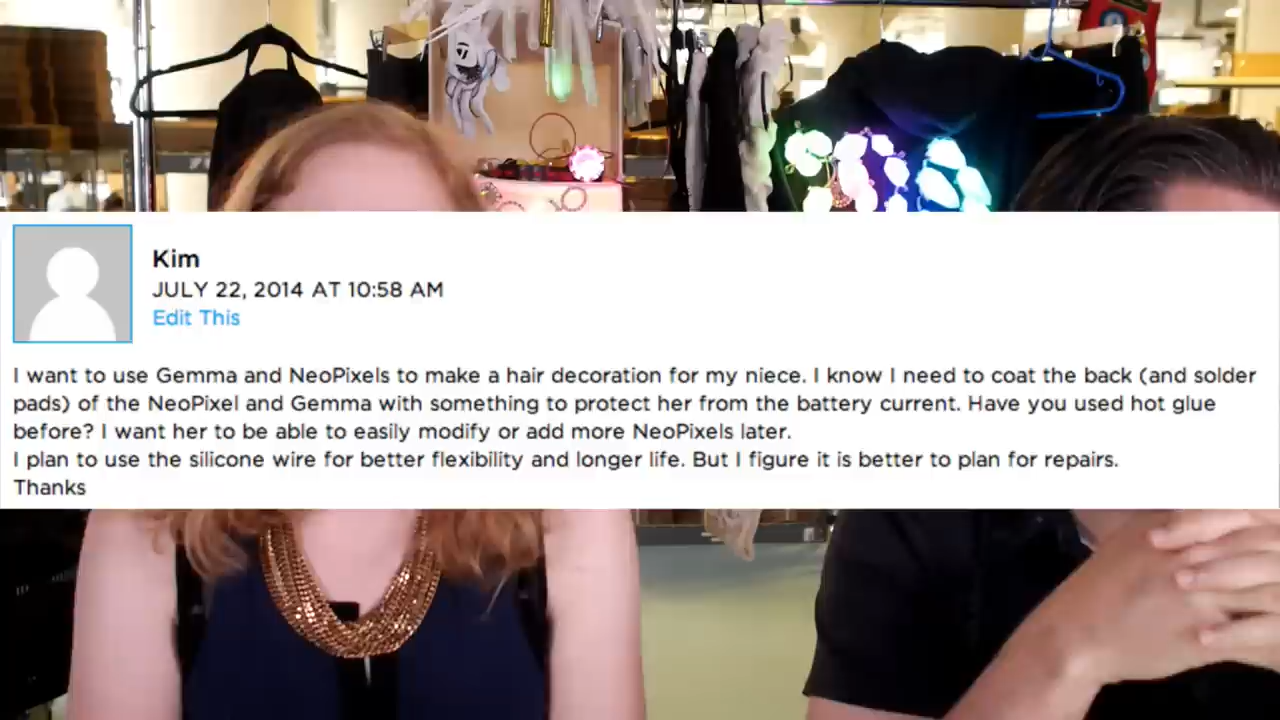 Kim
JULY 22, 2014 AT 10:58 AM
Edit This
I want to use Gemma and NeoPixels to make a hair decoration for my niece. I know I need to coat the back (and solder
pads) of the NeoPixel and Gemma with something to protect her from the battery current. Have you used hot glue
before? I want her to be able to easily modify or add more NeoPixels later.
I plan to use the silicone wire for better flexibility and longer life. But I figure it is better to plan for repairs.
Thanks